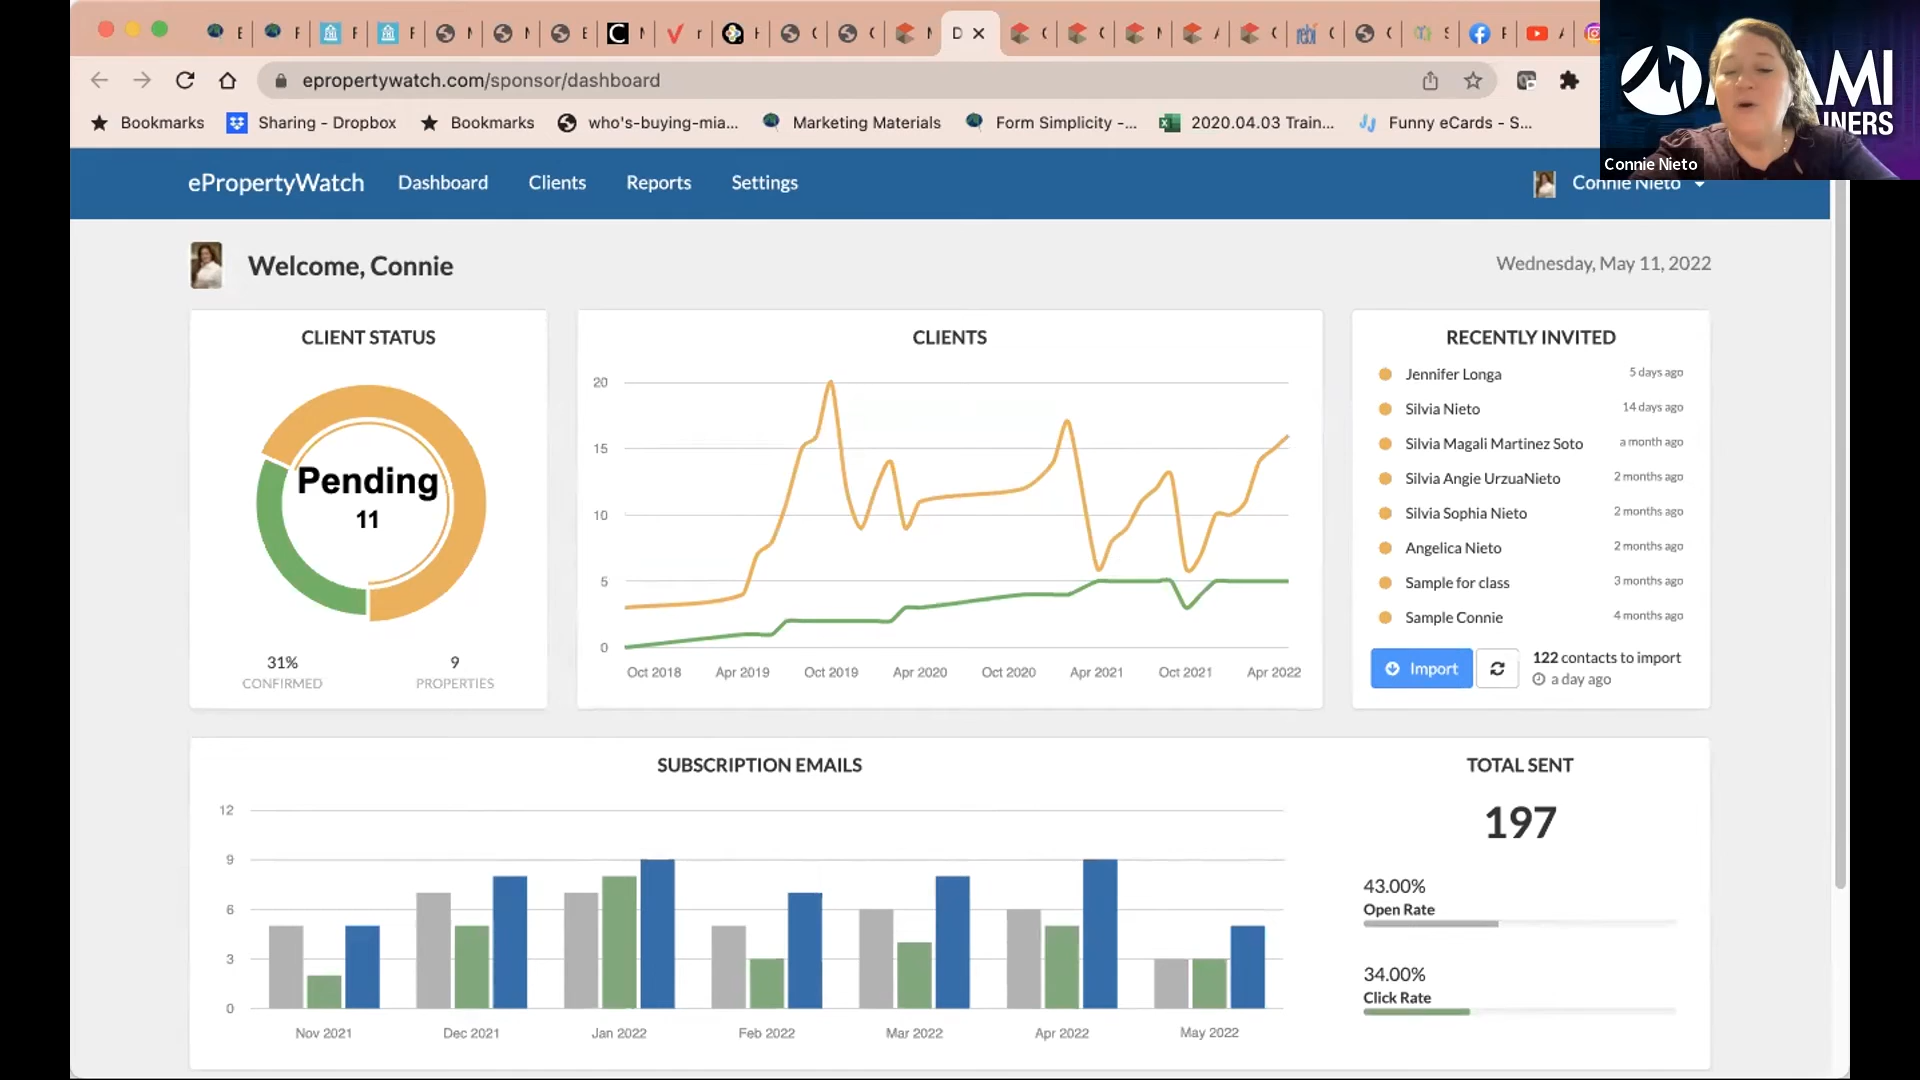 epropertywatch.com/sponsor/dashboard
Bookmarks
Sharing - Dropbox
Bookmarks
who's-buying-mia...
Marketing Materials
Form Simplicity -...
2020.04.03 Train...
Funny eCards - S...
AMI
INERS
Connie Nieto
ePropertyWatch
Dashboard
Clients
Reports
Settings
Connie Nieto
Welcome, Connie
Wednesday, May 11, 2022
CLIENT STATUS
Pending
11
31%
CONFIRMED
9
PROPERTIES
CLIENTS
20
15
10
5
0
Oct 2018
Apr 2019
Oct 2019
Apr 2020
Oct 2020
Apr 2021
Oct 2021
Apr 2022
RECENTLY INVITED
Jennifer Longa 5 days ago
Silvia Nieto 14 days ago
Silvia Magali Martinez Soto a month ago
Silvia Angie UrzuaNieto 2 months ago
Silvia Sophia Nieto 2 months ago
Angelica Nieto 2 months ago
Sample for class 3 months ago
Sample Connie 4 months ago
Import
122 contacts to import
a day ago
SUBSCRIPTION EMAILS
12
9
6
3
0
Nov 2021
Dec 2021
Jan 2022
Feb 2022
Mar 2022
Apr 2022
May 2022
TOTAL SENT
197
43.00%
Open Rate
34.00%
Click Rate